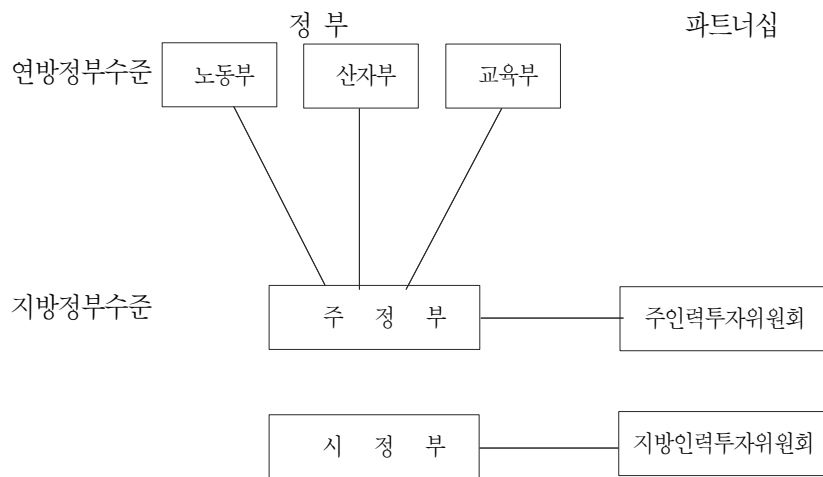 정 부 파트너십
연방정부수준 노동부 산자부 교육부
지방정부수준 주 정 부 주인력투자위원회
시 정 부 지방인력투자위원회